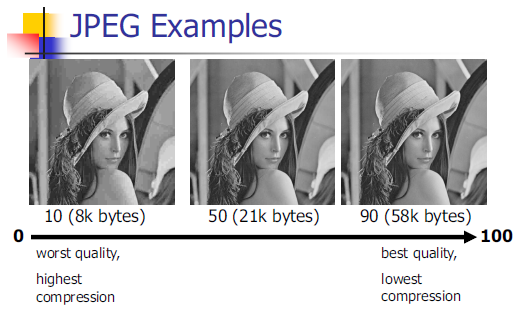 JPEG Examples
10 (8k bytes)
50 (21k bytes)
90 (58k bytes)
0
100
worst quality,
highest
compression
best quality,
lowest
compression